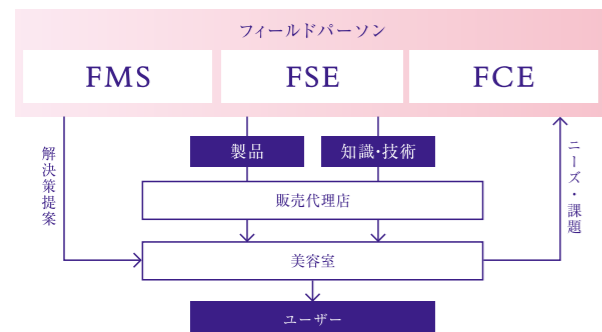 フィールドパーソン
FMS
FSE
FCE
製品
知識・技術
解決策提案
ニーズ・課題
販売代理店
美容室
ユーザー